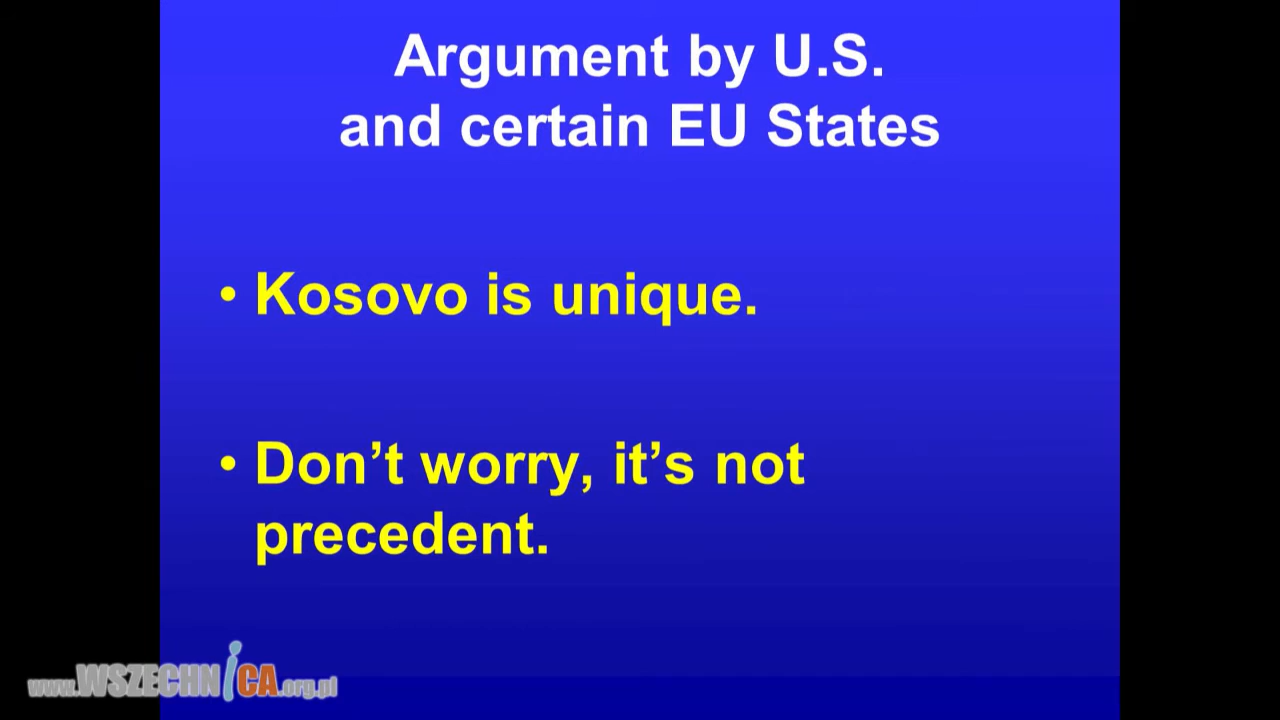 Argument by U.S.
and certain EU States
• Kosovo is unique.
• Don’t worry, it’s not
precedent.
www.WSZECHNiCA.org.pl